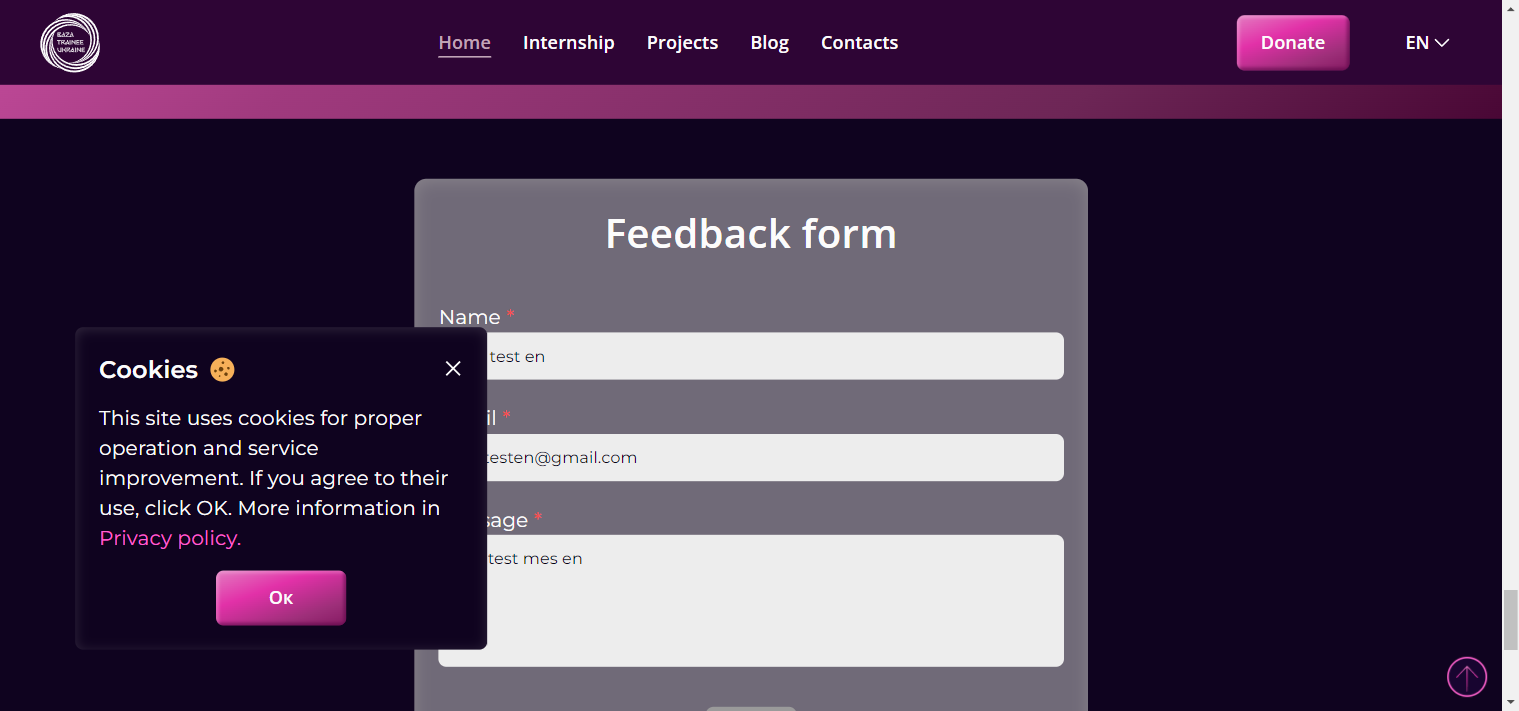 BAZA
TRAINEE
UKRAINE
Home
Internship
Projects
Blog
Contacts
Donate
EN
Feedback form
Name *
test en
Cookies
This site uses cookies for proper
operation and service
improvement. If you agree to their
use, click OK. More information in
Privacy policy.
Ок
il *
testen@gmail.com
sage *
test mes en